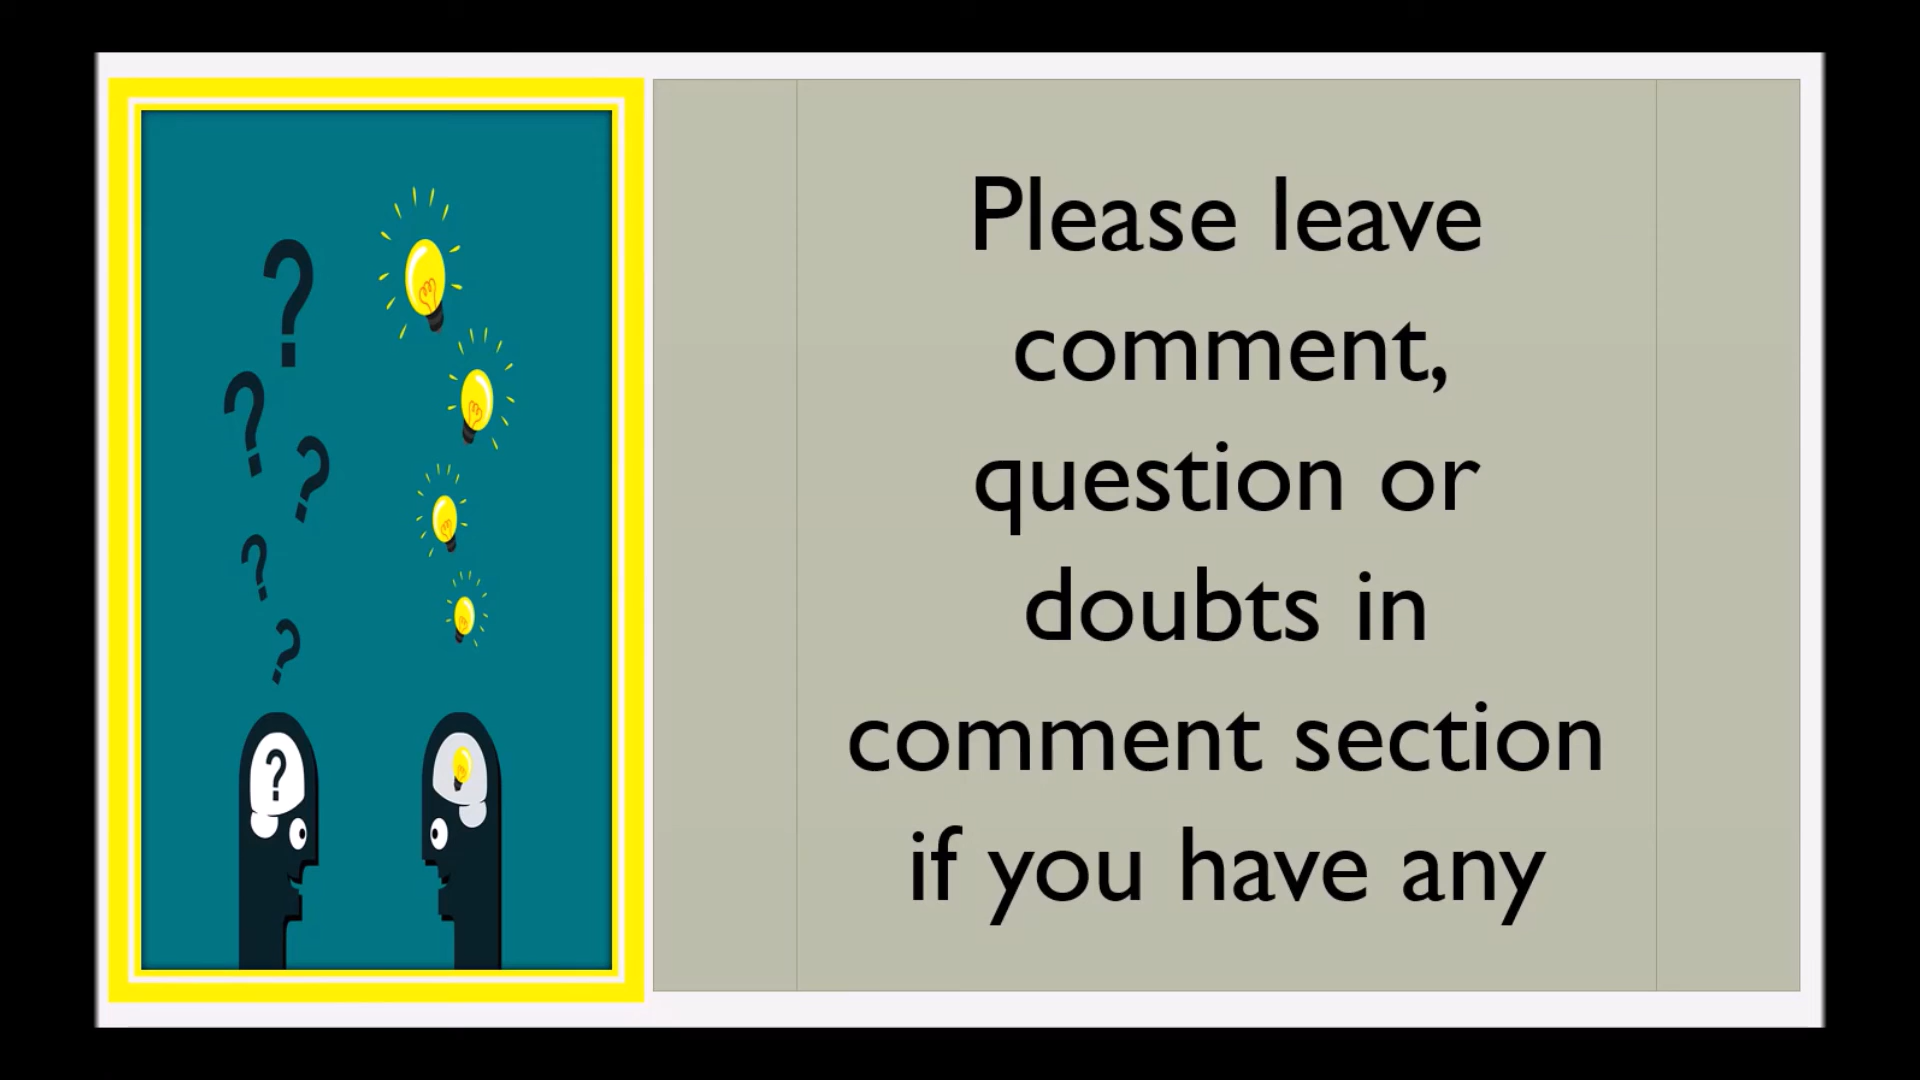 Please leave
comment,
question or
doubts in
comment section
if you have any